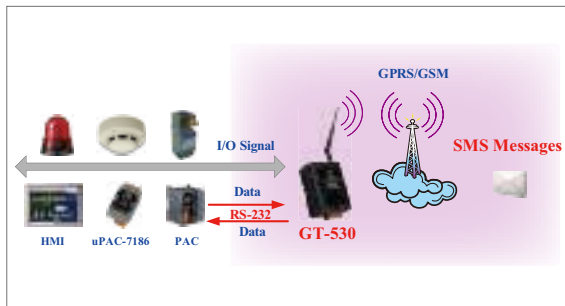 GPRS/GSM
I/O Signal
SMS Messages
Data
RS-232
Data
HMI
uPAC-7186
PAC
GT-530